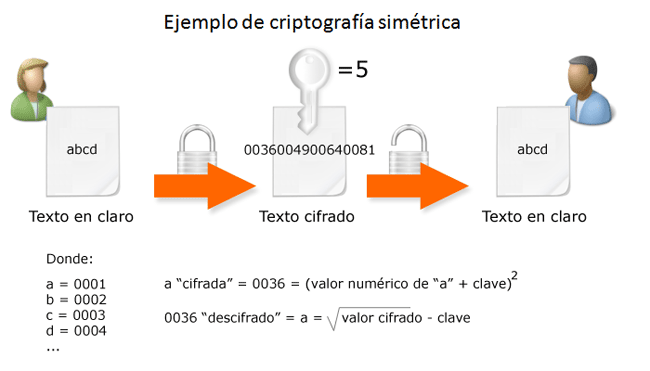 Ejemplo de criptografía simétrica
=5
abcd
0036004900640081
abcd
Texto en claro
Texto cifrado
Texto en claro
Donde:
a = 0001
b = 0002
c = 0003
d = 0004
...
a “cifrada” = 0036 = (valor numérico de “a” + clave)²
0036 “descifrado” = a = √valor cifrado - clave